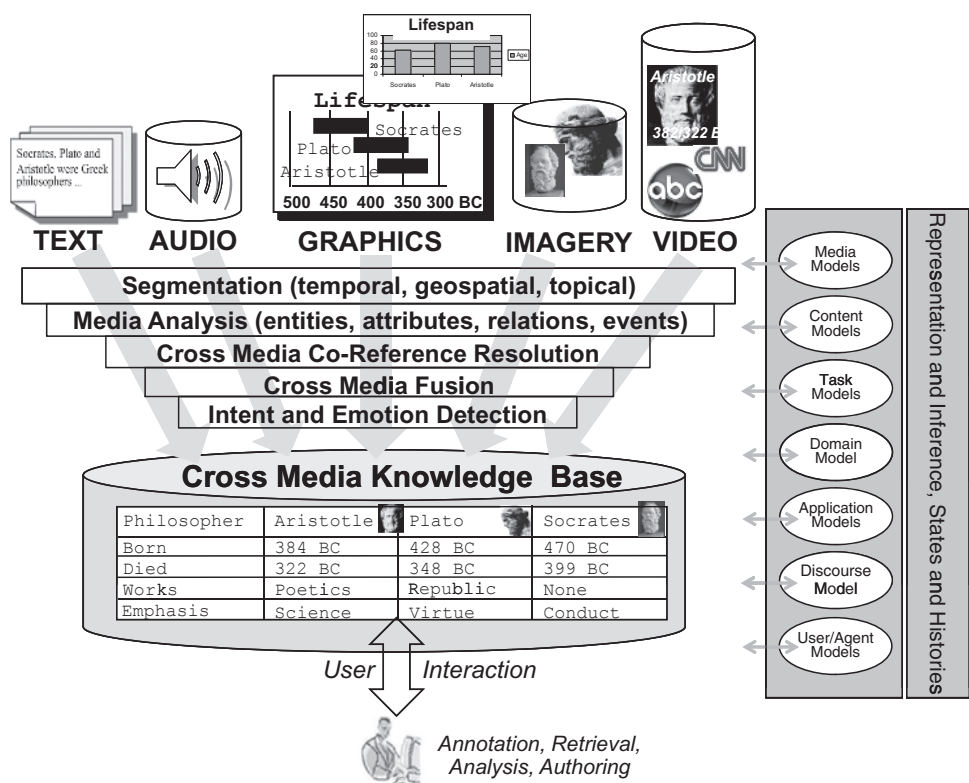 Lifespan
100
80
60
40
20
0
Socrates Plato Aristotle
Age
Lifespan
Socrates
Plato
Aristotle
500 450 400 350 300 BC
Socrates, Plato and
Aristotle were Greek
philosophers ...
Aristotle
382/322 B
CNN
abc
TEXT AUDIO GRAPHICS IMAGERY VIDEO
Segmentation (temporal, geospatial, topical)
Media Analysis (entities, attributes, relations, events)
Cross Media Co-Reference Resolution
Cross Media Fusion
Intent and Emotion Detection
Cross Media Knowledge Base
Philosopher Aristotle Plato Socrates
Born 384 BC 428 BC 470 BC
Died 322 BC 348 BC 399 BC
Works Poetics Republic None
Emphasis Science Virtue Conduct
User Interaction
Annotation, Retrieval,
Analysis, Authoring
Media
Models
Content
Models
Task
Models
Domain
Model
Application
Models
Discourse
Model
User/Agent
Models
Representation and Inference, States and Histories